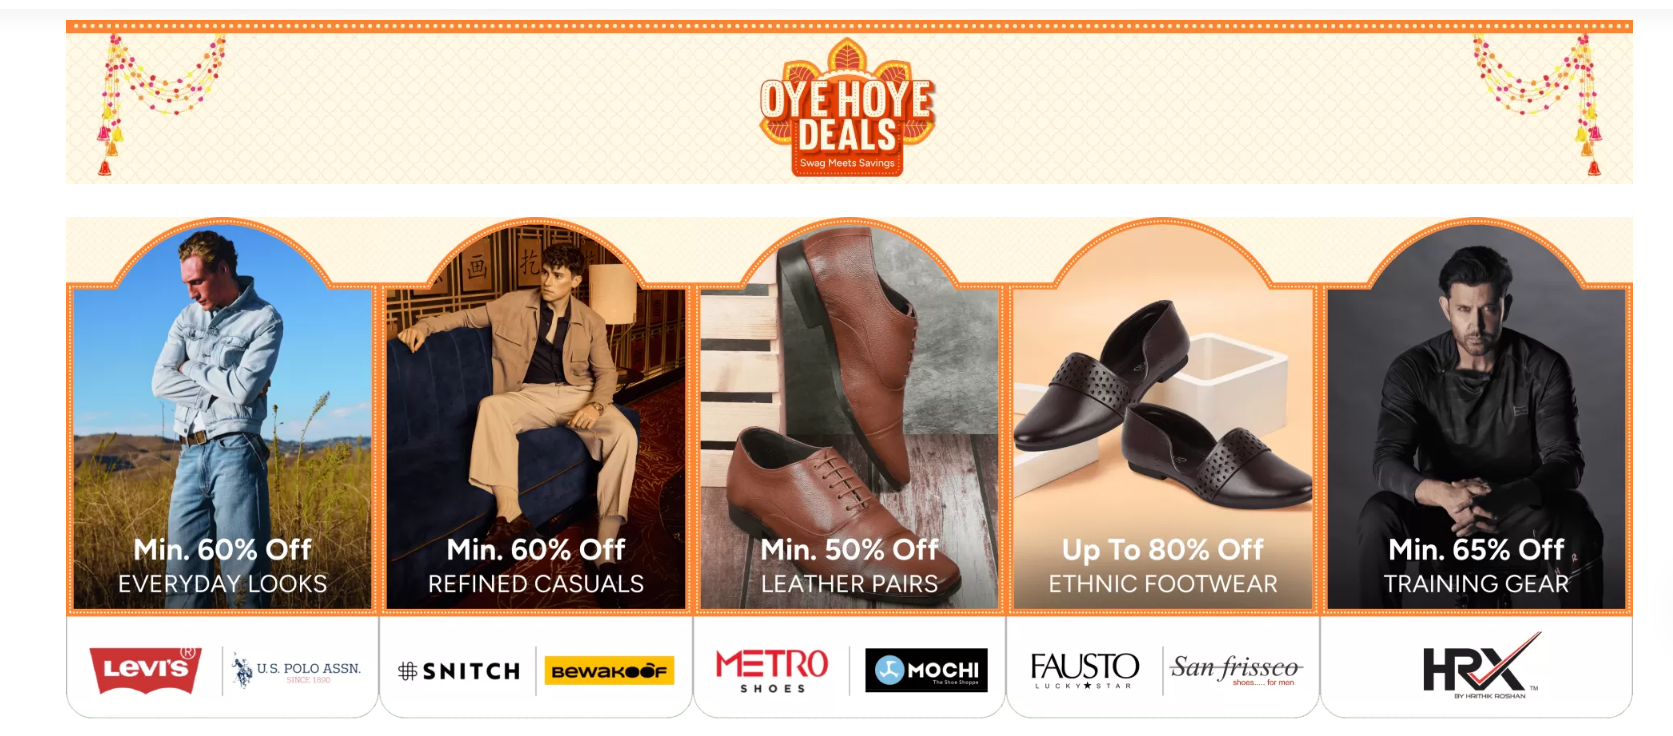 OYE HOYE
DEALS
Swag Meets Savings
画
Min. 60% Off
EVERYDAY LOOKS
Min. 60% Off
REFINED CASUALS
Min. 50% Off
LEATHER PAIRS
Up To 80% Off
ETHNIC FOOTWEAR
Min. 65% Off
TRAINING GEAR
LEVI'S ®
U.S. POLO ASSN.
SINCE 1890
SNITCH
BEWAKOOF
METRO
SHOES
MOCHI
The Shoe Shoppe
FAUSTO
LUCKY★STAR
San frissco
shoes..... for men
HRX
BY HRITHIK ROSHAN
TM